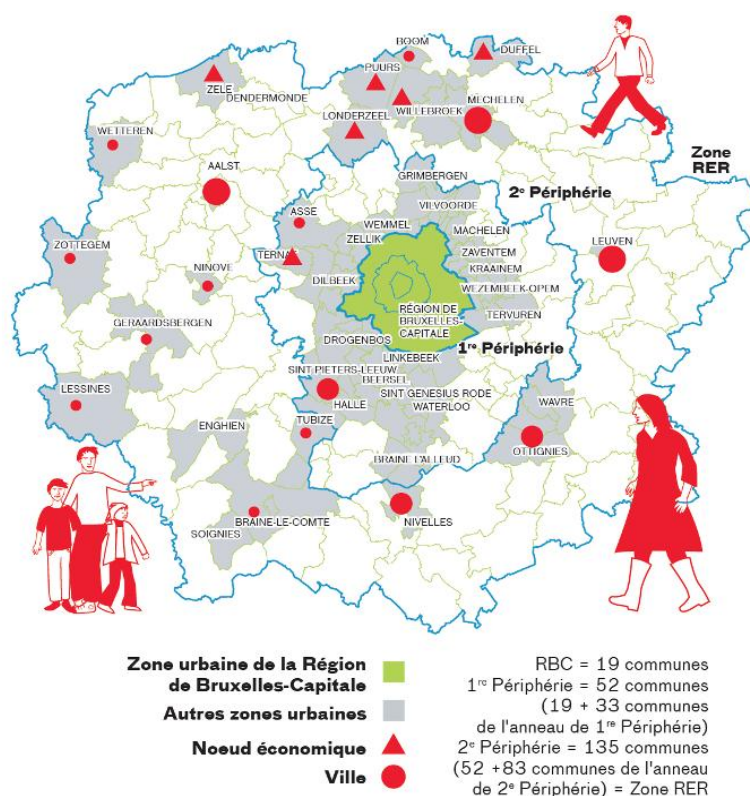 BOOM
DUFFEL
PUURS
ZELE
DENDERMONDE
WILLEBROEK
MECHELEN
LONDERZEEL
WETTEREN
Zone
RER
AALST
GRIMBERGEN
2e Périphérie
VILVOORDE
ASSE
WEMMEL
MACHELEN
ZELLIK
LEUVEN
ZOTTEGEM
TERNAT
ZAVENTEM
KRAAINEM
NINOVE
DILBEEK
WEZEMBEEK-OPEM
RÉGION DE
BRUXELLES-
CAPITALE
TERVUREN
GERAARDSBERGEN
DROGENBOS
1re Périphérie
LINKEBEEK
SINT PIETERS-LEEUW
BEERSEL
LESSINES
SINT GENESIUS RODE
HALLE
WATERLOO
WAVRE
ENGHIEN
TUBIZE
OTTIGNIES
BRAINE L'ALLEUD
BRAINE-LE-COMTE
NIVELLES
SOIGNIES
Zone urbaine de la Région
de Bruxelles-Capitale
Autres zones urbaines
Noeud économique
Ville
RBC = 19 communes
1re Périphérie = 52 communes
(19 + 33 communes
de l'anneau de 1re Périphérie)
2e Périphérie = 135 communes
(52 +83 communes de l'anneau
de 2e Périphérie) = Zone RER